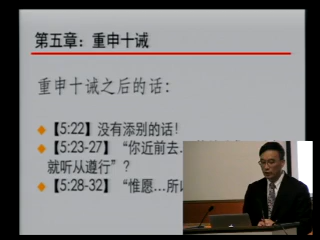 第五章：重申十诫
重申十诫之后的话：
【5:22】没有添别的话！
【5:23-27】“你近前去…
就听从遵行”？
【5:28-32】“惟愿…所以